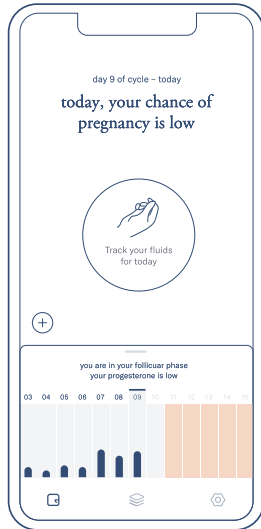 day 9 of cycle – today
today, your chance of
pregnancy is low
Track your fluids
for today
you are in your follicuar phase
your progesterone is low
03 04 05 06 07 08 09 10 11 12 13 14 15